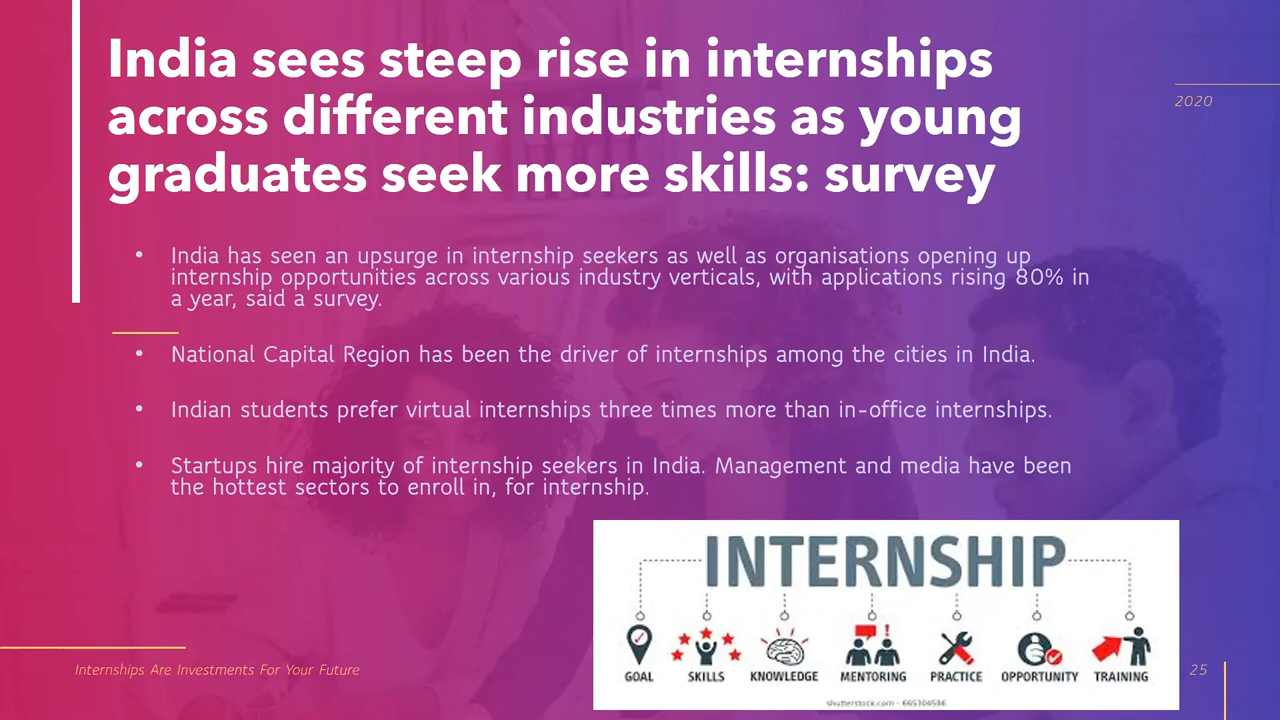 India sees steep rise in internships
across different industries as young
graduates seek more skills: survey
2020
• India has seen an upsurge in internship seekers as well as organisations opening up
internship opportunities across various industry verticals, with applications rising 80% in
a year, said a survey.
• National Capital Region has been the driver of internships among the cities in India.
• Indian students prefer virtual internships three times more than in-office internships.
• Startups hire majority of internship seekers in India. Management and media have been
the hottest sectors to enroll in, for internship.
INTERNSHIP
GOAL SKILLS KNOWLEDGE MENTORING PRACTICE OPPORTUNITY TRAINING
shutterstock.com · 665304596
Internships Are Investments For Your Future
25